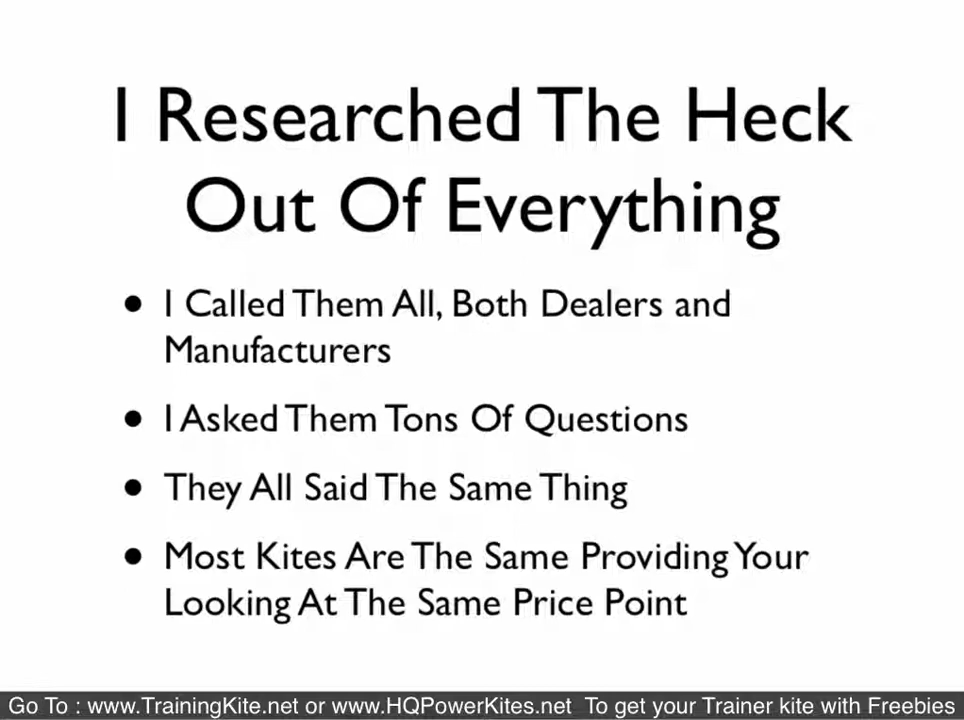 I Researched The Heck
Out Of Everything
• I Called Them All, Both Dealers and
Manufacturers
• I Asked Them Tons Of Questions
• They All Said The Same Thing
• Most Kites Are The Same Providing Your
Looking At The Same Price Point
Go To : www.TrainingKite.net or www.HQPowerKites.net To get your Trainer kite with Freebies